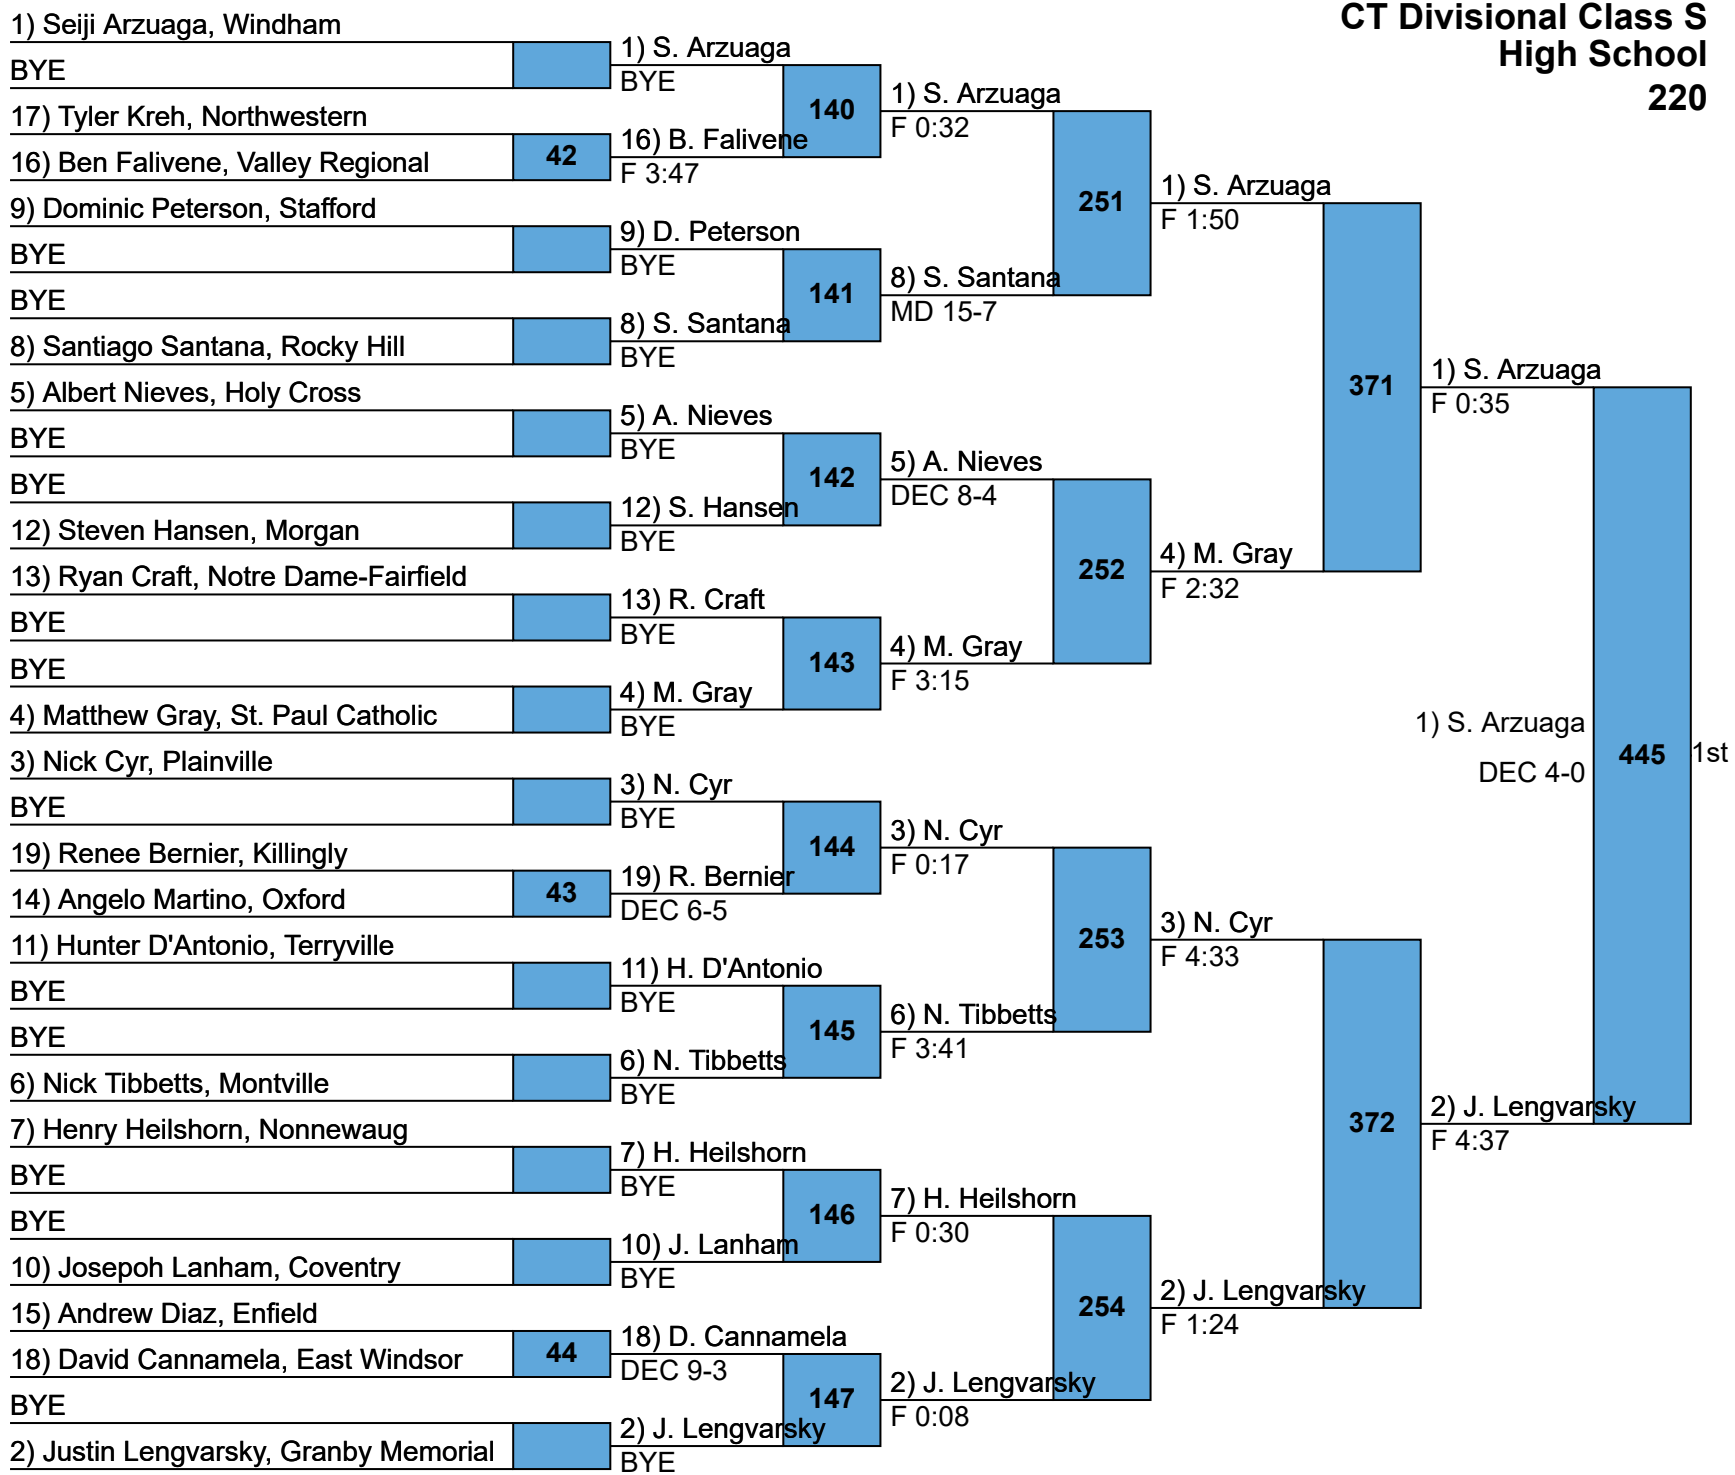 CT Divisional Class S
High School
220
1) Seiji Arzuaga, Windham
BYE
17) Tyler Kreh, Northwestern
16) Ben Falivene, Valley Regional
9) Dominic Peterson, Stafford
BYE
BYE
8) Santiago Santana, Rocky Hill
5) Albert Nieves, Holy Cross
BYE
BYE
12) Steven Hansen, Morgan
13) Ryan Craft, Notre Dame-Fairfield
BYE
BYE
4) Matthew Gray, St. Paul Catholic
3) Nick Cyr, Plainville
BYE
19) Renee Bernier, Killingly
14) Angelo Martino, Oxford
11) Hunter D'Antonio, Terryville
BYE
BYE
6) Nick Tibbetts, Montville
7) Henry Heilshorn, Nonnewaug
BYE
BYE
10) Josepoh Lanham, Coventry
15) Andrew Diaz, Enfield
18) David Cannamela, East Windsor
BYE
2) Justin Lengvarsky, Granby Memorial
42
43
44
1) S. Arzuaga
BYE
16) B. Falivene
F 3:47
9) D. Peterson
BYE
8) S. Santana
BYE
5) A. Nieves
BYE
12) S. Hansen
BYE
13) R. Craft
BYE
4) M. Gray
BYE
3) N. Cyr
BYE
19) R. Bernier
DEC 6-5
11) H. D'Antonio
BYE
6) N. Tibbetts
BYE
7) H. Heilshorn
BYE
10) J. Lanham
BYE
18) D. Cannamela
DEC 9-3
2) J. Lengvarsky
BYE
140
141
142
143
144
145
146
147
1) S. Arzuaga
F 0:32
8) S. Santana
MD 15-7
5) A. Nieves
DEC 8-4
4) M. Gray
F 3:15
3) N. Cyr
F 0:17
6) N. Tibbetts
F 3:41
7) H. Heilshorn
F 0:30
2) J. Lengvarsky
F 0:08
251
252
253
254
1) S. Arzuaga
F 1:50
4) M. Gray
F 2:32
3) N. Cyr
F 4:33
2) J. Lengvarsky
F 1:24
371
372
1) S. Arzuaga
F 0:35
2) J. Lengvarsky
F 4:37
1) S. Arzuaga
DEC 4-0
445
1st